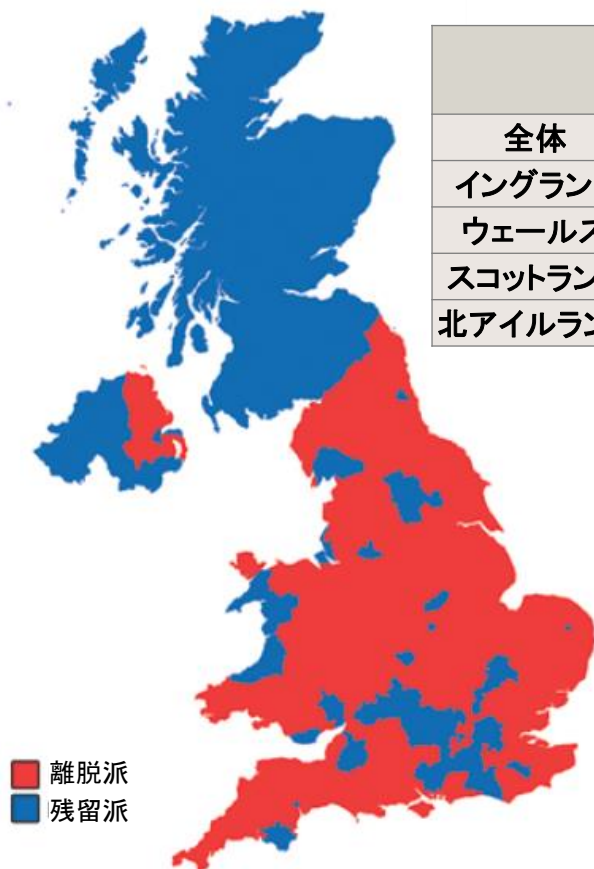 全体
イングラン
ウェールス
スコットラン
北アイルラン
離脱派
残留派